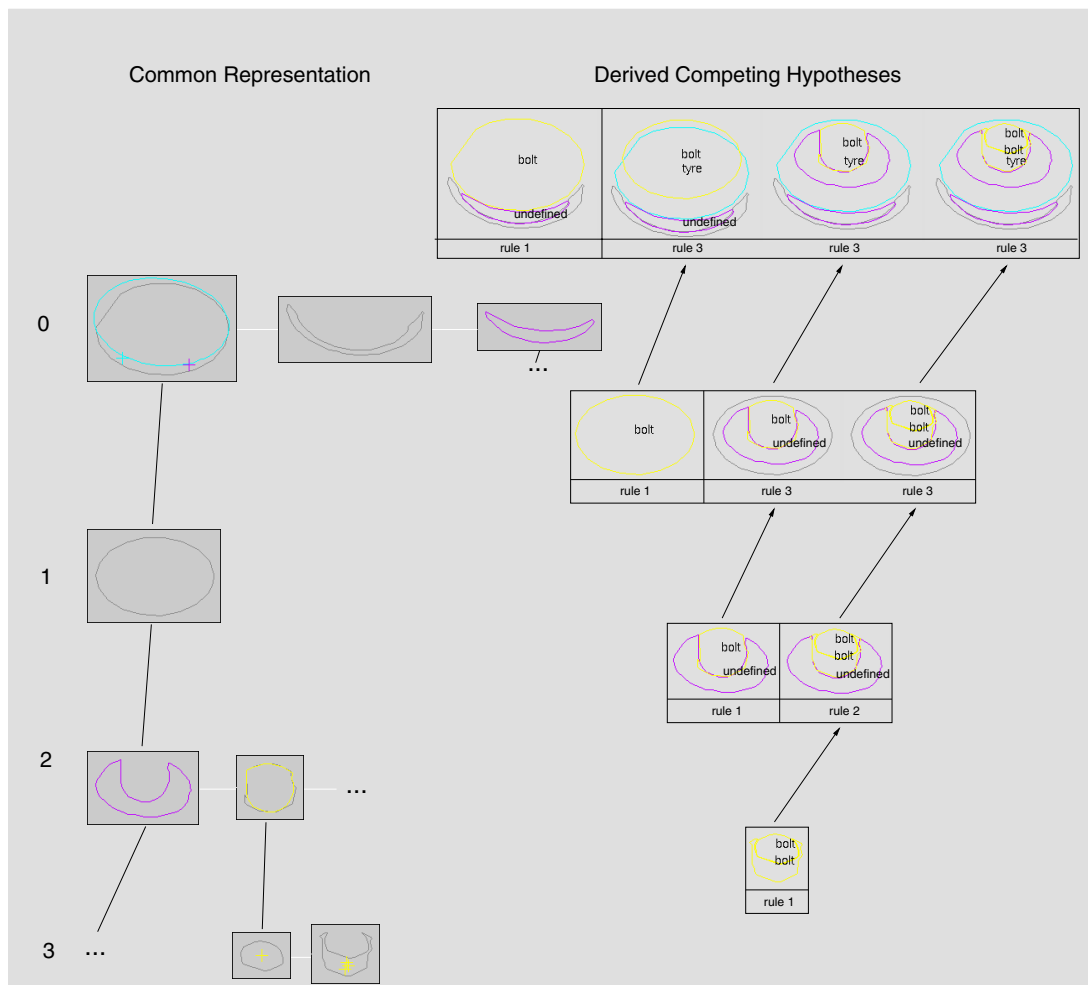 Common Representation
Derived Competing Hypotheses
bolt
undefined
rule 1
bolt
tyre
undefined
rule 3
bolt
tyre
rule 3
bolt
bolt
tyre
rule 3
0
...
bolt
rule 1
bolt
undefined
rule 3
bolt
bolt
undefined
rule 3
1
bolt
undefined
rule 1
bolt
bolt
undefined
rule 2
2
...
bolt
bolt
rule 1
3
...